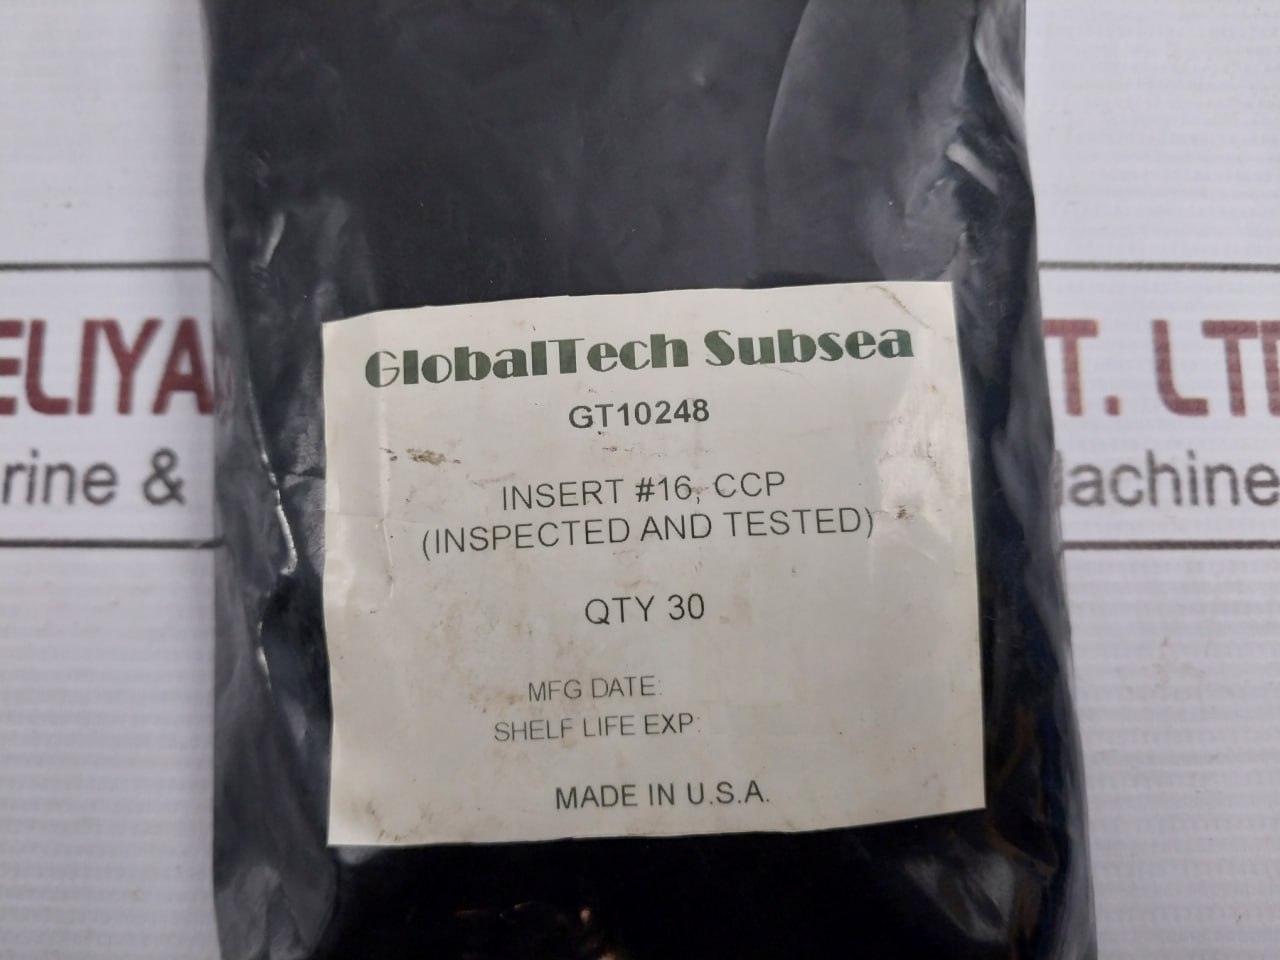 GlobalTech Subsea
GT10248
INSERT #16, CCP
(INSPECTED AND TESTED)
QTY 30
MFG DATE:
SHELF LIFE EXP:
MADE IN U.S.A.
ELIYA
T. LT
rine &
achine